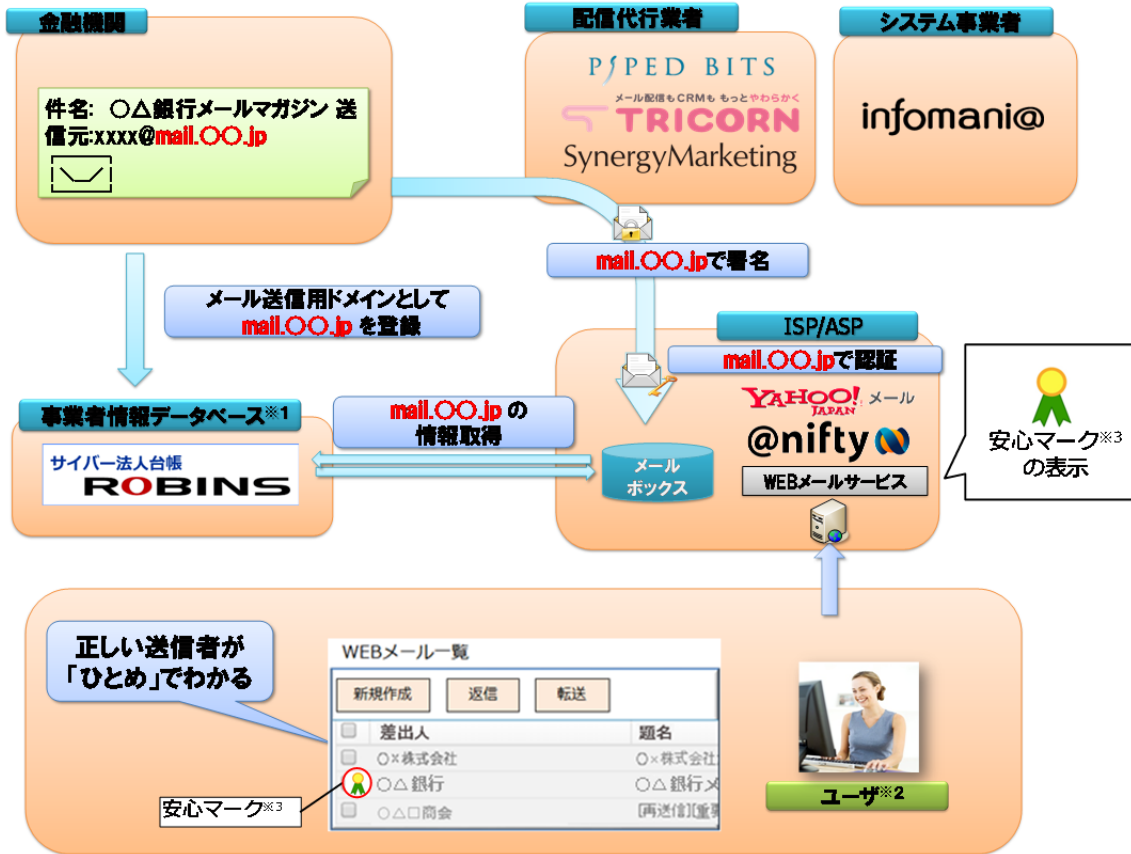 金融機関
件名: ○△銀行メールマガジン 送
信元:xxxx@mail.○○.jp
配信代行業者
PIPED BITS
メール配信もCRMも もっとやわらかく
TRICORN
SynergyMarketing
システム事業者
infomani@
mail.○○.jpで署名
メール送信用ドメインとして
mail.○○.jp を登録
ISP/ASP
mail.○○.jpで認証
YAHOO! メール
JAPAN
@nifty
WEBメールサービス
メール
ボックス
安心マーク※3
の表示
事業者情報データベース※1
サイバー法人台帳
ROBINS
mail.○○.jp の
情報取得
正しい送信者が
「ひとめ」でわかる
WEBメール一覧
新規作成 返信 転送
差出人 題名
○×株式会社 ○×株式会社
○△銀行 ○△銀行メ
○△□商会 [再送信][重要
安心マーク※3
ユーザ※2